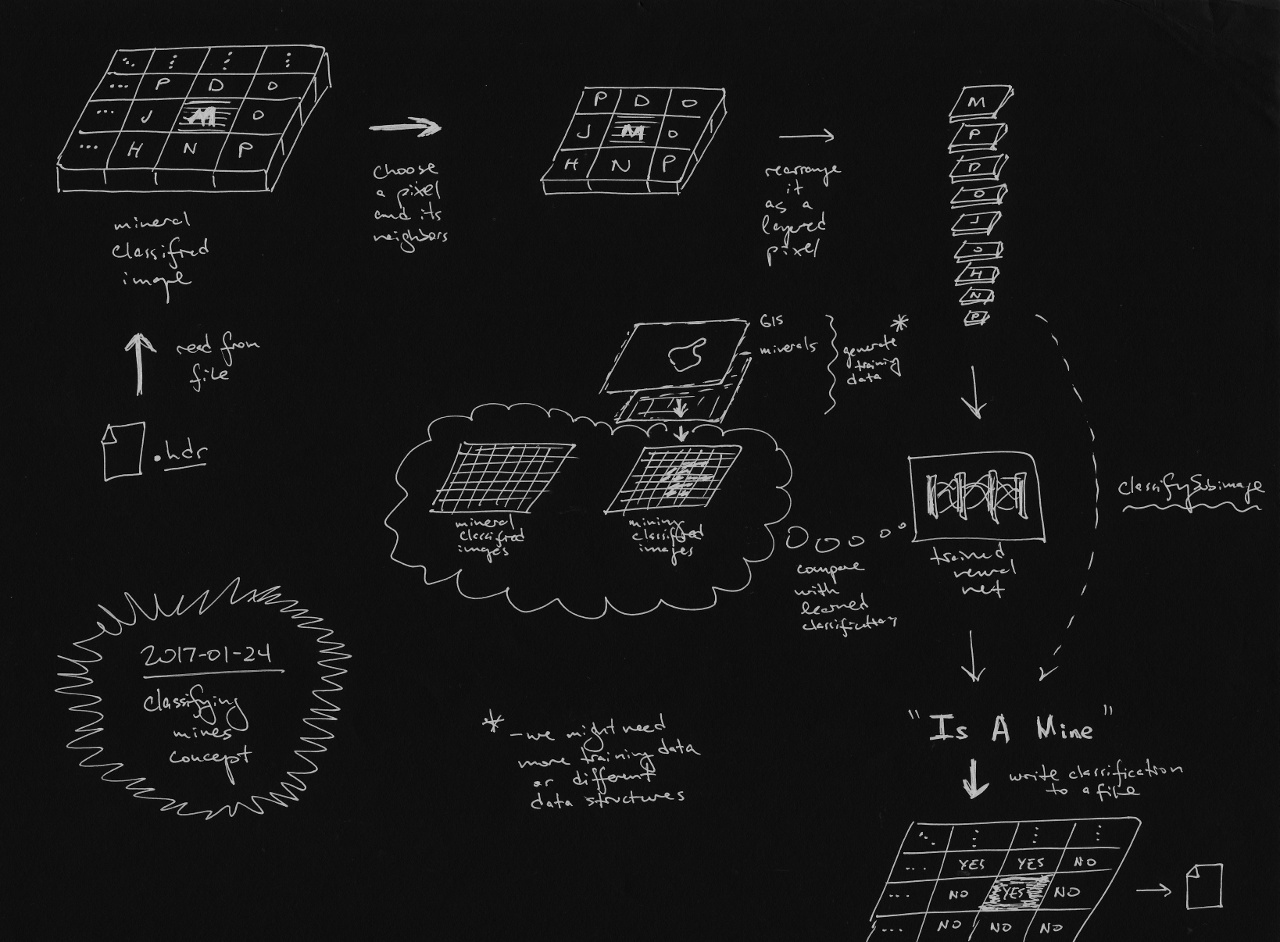 ⋱ ⋮ ⋮ ⋮
... P D O
... J M O
... H N P
mineral
classified
image
read from
file
.hdr
choose
a pixel
and its
neighbors
P D O
J M O
H N P
rearrange
it
as a
layered
pixel
M
P
D
O
J
O
H
N
P
GIS
minerals
generate
training
data
*
mineral
classified
images
mining
classified
images
compare
with
learned
classification
trained
neural
net
classifySubimage
2017-01-24
classifying
mines
concept
* - we might need
more training data
or different
data structures
"Is A Mine"
write classification
to a file
⋱ ⋮ ⋮ ⋮
... YES YES NO
... NO YES NO
... NO NO NO